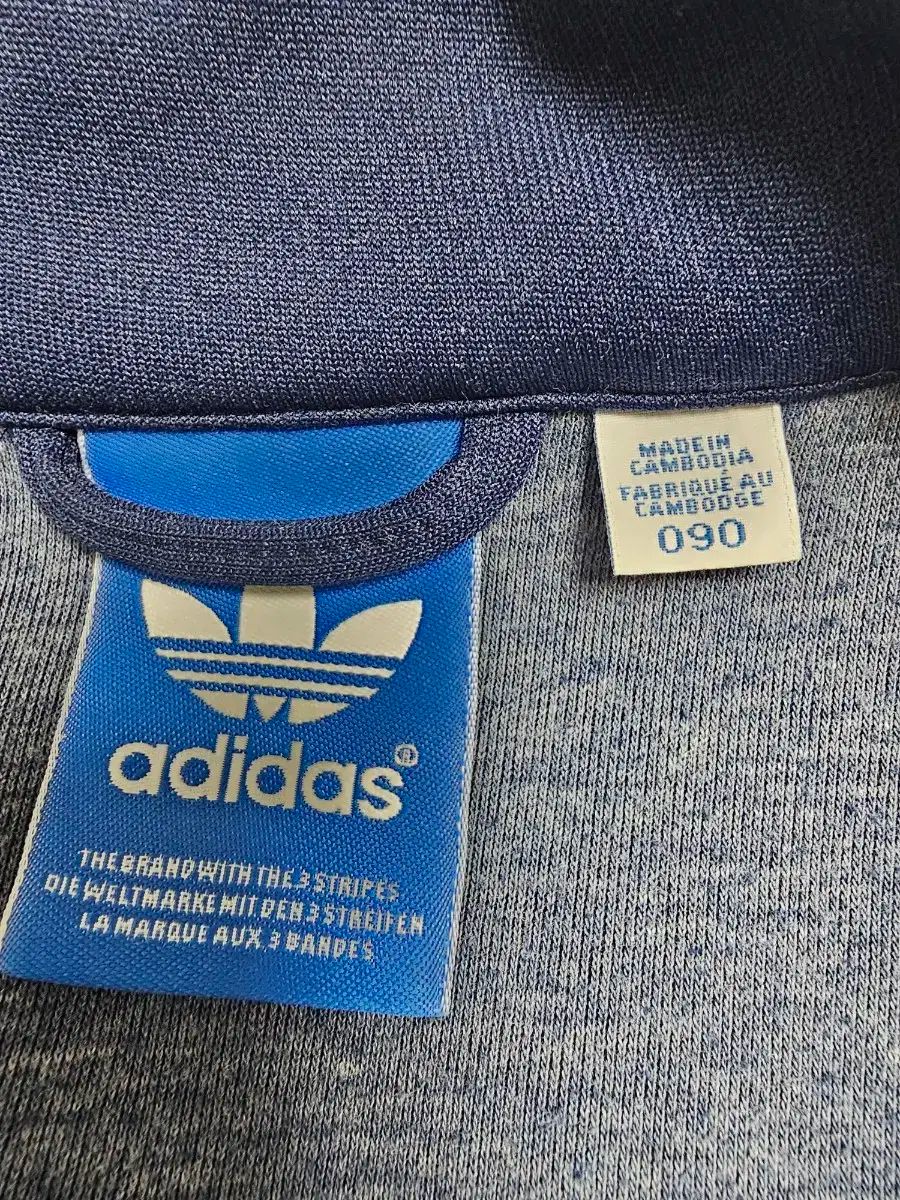 MADE IN
CAMBODIA
FABRIQUÉ AU
CAMBODGE
090
adidas®
THE BRAND WITH THE 3 STRIPES
DIE WELTMARKE MIT DEN 3 STREIFEN
LA MARQUE AUX 3 BANDES